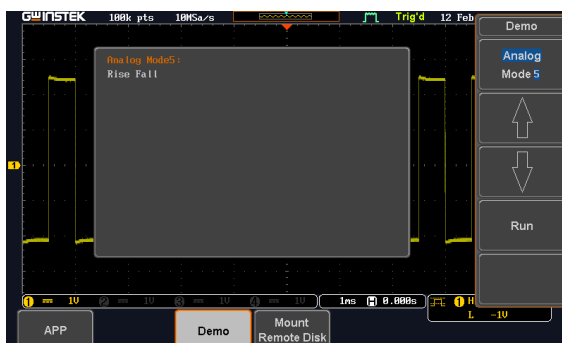 GWINSTEK 100k pts 10MSa/s Trig'd 12 Feb
Demo
Analog Mode5:
Rise Fall
Analog
Mode 5
Run
1
1 1V 2 1V 3 1V 4 1V 1ms H 0.000s 1 H
L -1V
APP
Demo
Mount
Remote Disk